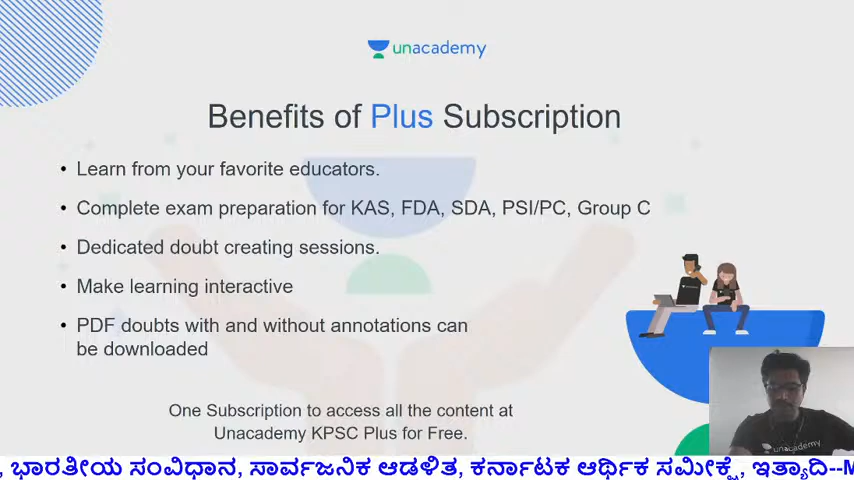 unacademy
Benefits of Plus Subscription
• Learn from your favorite educators.
• Complete exam preparation for KAS, FDA, SDA, PSI/PC, Group C
• Dedicated doubt creating sessions.
• Make learning interactive
• PDF doubts with and without annotations can
be downloaded
One Subscription to access all the content at
Unacademy KPSC Plus for Free.
unacademy
, ಭಾರತೀಯ ಸಂವಿಧಾನ, ಸಾರ್ವಜನಿಕ ಆಡಳಿತ, ಕರ್ನಾಟಕ ಆರ್ಥಿಕ ಸಮೀಕ್ಷೆ, ಇತ್ಯಾದಿ--M